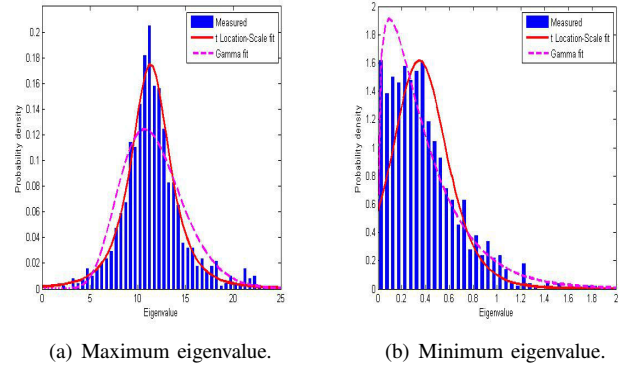 Measured
t Location-Scale fit
Gamma fit
0.2
0.18
0.16
0.14
0.12
0.1
0.08
0.06
0.04
0.02
0
Probability density
0 5 10 15 20 25
Eigenvalue
(a) Maximum eigenvalue.
Measured
t Location-Scale fit
Gamma fit
2
1.8
1.6
1.4
1.2
1
0.8
0.6
0.4
0.2
0
Probability density
0 0.2 0.4 0.6 0.8 1 1.2 1.4 1.6 1.8 2
Eigenvalue
(b) Minimum eigenvalue.